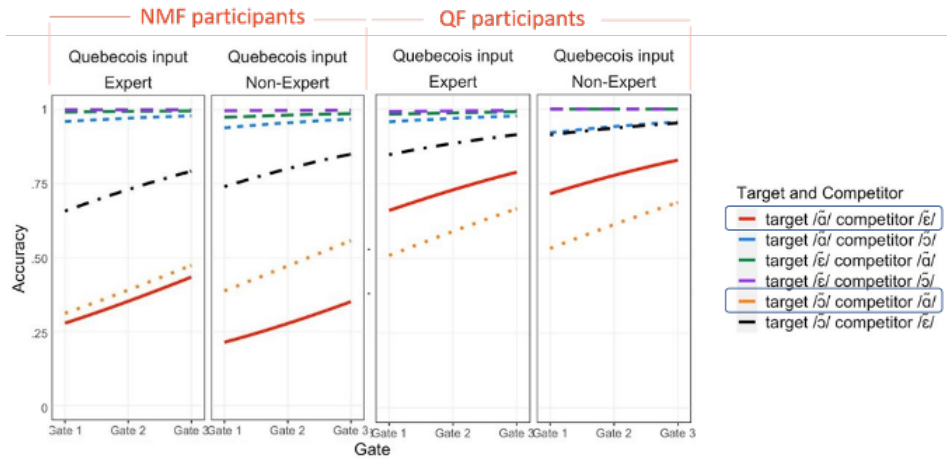 NMF participants
QF participants
Quebecois input
Expert
Quebecois input
Non-Expert
Quebecois input
Expert
Quebecois input
Non-Expert
Accuracy
1
.75
.50
.25
0
Gate 1
Gate 2
Gate 3
Gate 1
Gate 2
Gate 3
Gate 1
Gate 2
Gate 3
Gate 1
Gate 2
Gate 3
Gate
Target and Competitor
target /ɑ̃/ competitor /ɛ̃/
target /ɑ̃/ competitor /ɔ̃/
target /ɛ̃/ competitor /ɑ̃/
target /ɛ̃/ competitor /ɔ̃/
target /ɔ̃/ competitor /ɑ̃/
target /ɔ̃/ competitor /ɛ̃/